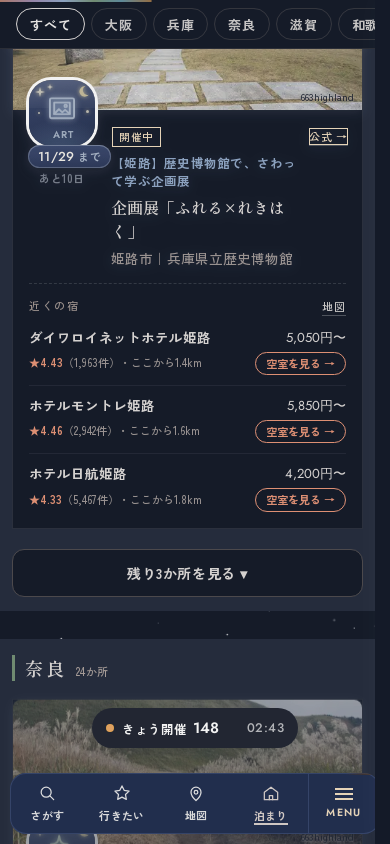 すべて 大阪 兵庫 奈良 滋賀 和歌
663highland
ART
11/29 まで
あと10日
開催中
公式 →
【姫路】歴史博物館で、さわっ
て学ぶ企画展
企画展「ふれる×れきは
く」
姫路市｜兵庫県立歴史博物館
近くの宿 地図
ダイワロイネットホテル姫路 5,050円〜
★4.43（1,963件）・ここから1.4km 空室を見る →
ホテルモントレ姫路 5,850円〜
★4.46（2,942件）・ここから1.6km 空室を見る →
ホテル日航姫路 4,200円〜
★4.33（5,467件）・ここから1.8km 空室を見る →
残り3か所を見る ▾
奈良 24か所
きょう開催 148 02:43
さがす 行きたい 地図 泊まり MENU